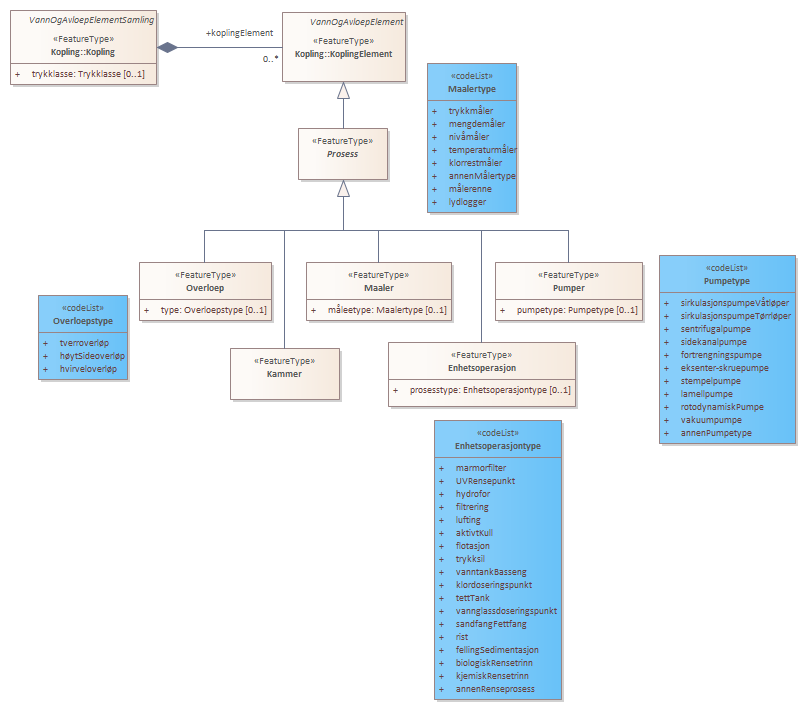 VannOgAvloepElementSamling
«FeatureType»
Kopling::Kopling
+ trykklasse: Trykklasse [0..1]
+koplingElement
0..*
VannOgAvloepElement
«FeatureType»
Kopling::KoplingElement
«FeatureType»
Prosess
«codeList»
Maalertype
+ trykkmåler
+ mengdemåler
+ nivåmåler
+ temperaturmåler
+ klorrestmåler
+ annenMålertype
+ målerenne
+ lydlogger
«FeatureType»
Overloep
+ type: Overloepstype [0..1]
«FeatureType»
Maaler
+ måleetype: Maalertype [0..1]
«FeatureType»
Pumper
+ pumpetype: Pumpetype [0..1]
«codeList»
Overloepstype
+ tverroverløp
+ høytSideoverløp
+ hvirveloverløp
«FeatureType»
Kammer
«FeatureType»
Enhetsoperasjon
+ prosesstype: Enhetsoperasjontype [0..1]
«codeList»
Pumpetype
+ sirkulasjonspumpeVåtløper
+ sirkulasjonspumpeTørrløper
+ sentrifugalpumpe
+ sidekanalpumpe
+ fortrengningspumpe
+ eksenter-skruepumpe
+ stempelpumpe
+ lamellpumpe
+ rotodynamiskPumpe
+ vakuumpumpe
+ annenPumpetype
«codeList»
Enhetsoperasjontype
+ marmorfilter
+ UVRensepunkt
+ hydrofor
+ filtrering
+ lufting
+ aktivtKull
+ flotasjon
+ trykksil
+ vanntankBasseng
+ klordoseringspunkt
+ tettTank
+ vannglassdoseringspunkt
+ sandfangFettfang
+ rist
+ fellingSedimentasjon
+ biologiskRensetrinn
+ kjemiskRensetrinn
+ annenRenseprosess